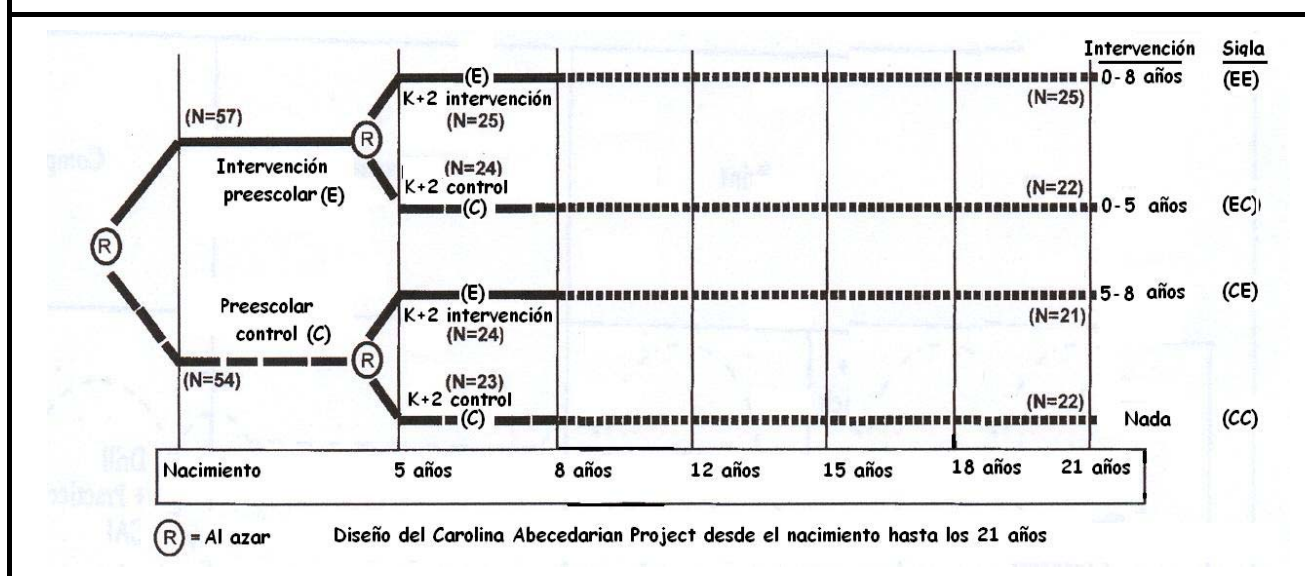 Intervención Sigla
(E) 0-8 años (EE)
K+2 intervención
(N=25) (N=25)
(N=57)
R
Intervención
preescolar (E)
(N=24)
K+2 control (N=22)
(C) 0-5 años (EC)
R
(E) 5-8 años (CE)
Preescolar
control (C)
K+2 intervención
(N=24) (N=21)
R
(N=54)
(N=23)
K+2 control (N=22)
(C) Nada (CC)
Nacimiento 5 años 8 años 12 años 15 años 18 años 21 años
R = Al azar Diseño del Carolina Abecedarian Project desde el nacimiento hasta los 21 años